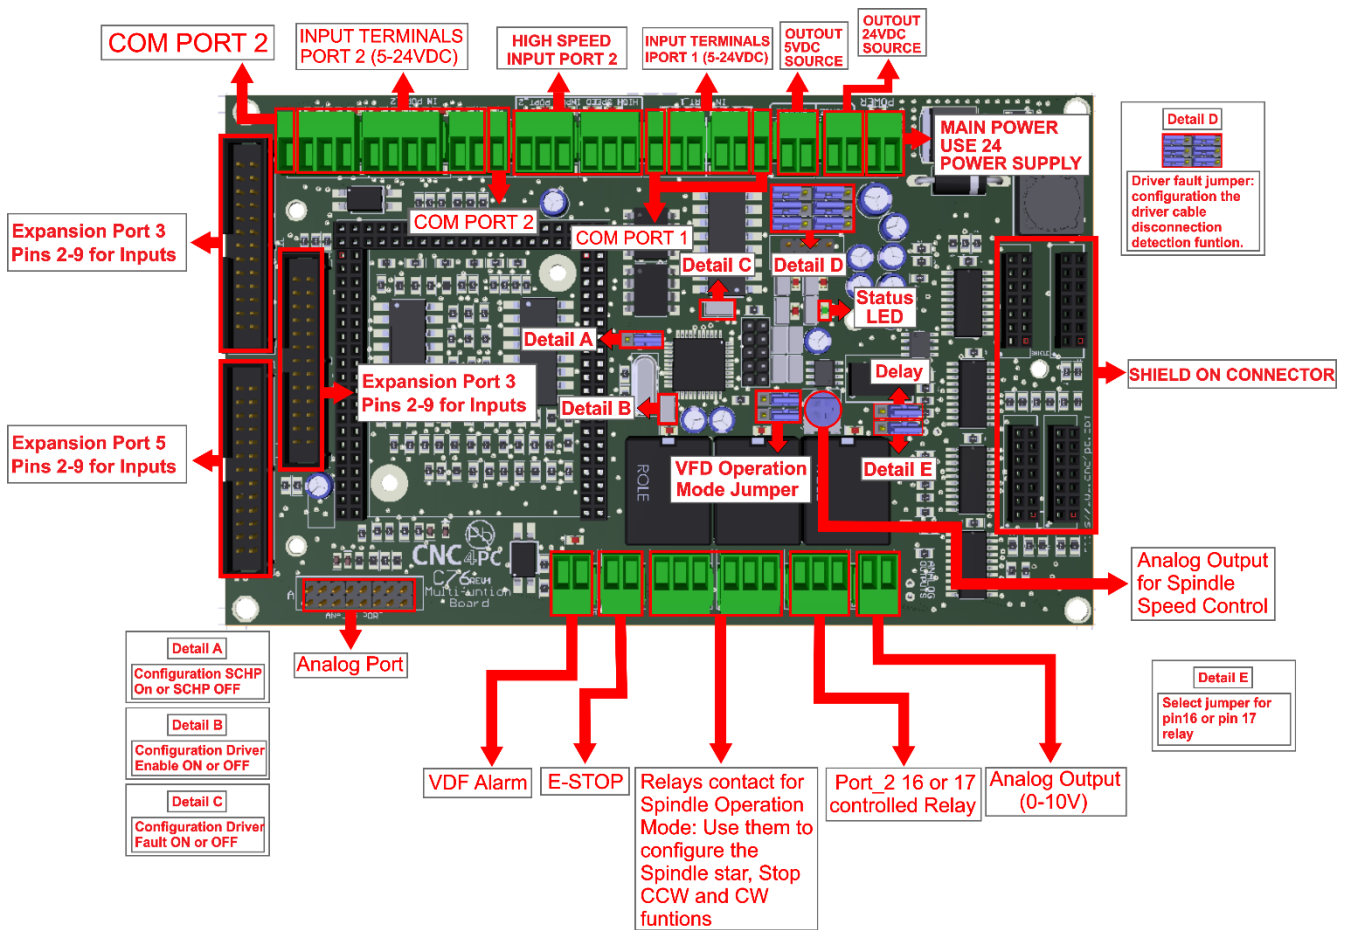 COM PORT 2
INPUT TERMINALS
PORT 2 (5-24VDC)
HIGH SPEED
INPUT PORT 2
INPUT TERMINALS
IPORT 1 (5-24VDC)
OUTOUT
5VDC
SOURCE
OUTOUT
24VDC
SOURCE
IN PORT2
HIGH SPEED INPUT PORT_2
POWER
MAIN POWER
USE 24
POWER SUPPLY
Detail D
Driver fault jumper:
configuration the
driver cable
disconnection
detection funtion.
Expansion Port 3
Pins 2-9 for Inputs
COM PORT 2
COM PORT 1
Detail C
Detail D
Status
LED
Detail A
Delay
Expansion Port 3
Pins 2-9 for Inputs
SHIELD ON CONNECTOR
Detail B
Expansion Port 5
Pins 2-9 for Inputs
VFD Operation
Mode Jumper
Detail E
ROLE
CNC4PC
C76
Board
Analog Output
for Spindle
Speed Control
Detail A
Configuration SCHP
On or SCHP OFF
Analog Port
Detail B
Configuration Driver
Enable ON or OFF
Detail C
Configuration Driver
Fault ON or OFF
Detail E
Select jumper for
pin16 or pin 17
relay
VDF Alarm
E-STOP
Relays contact for
Spindle Operation
Mode: Use them to
configure the
Spindle star, Stop
CCW and CW
funtions
Port_2 16 or 17
controlled Relay
Analog Output
(0-10V)